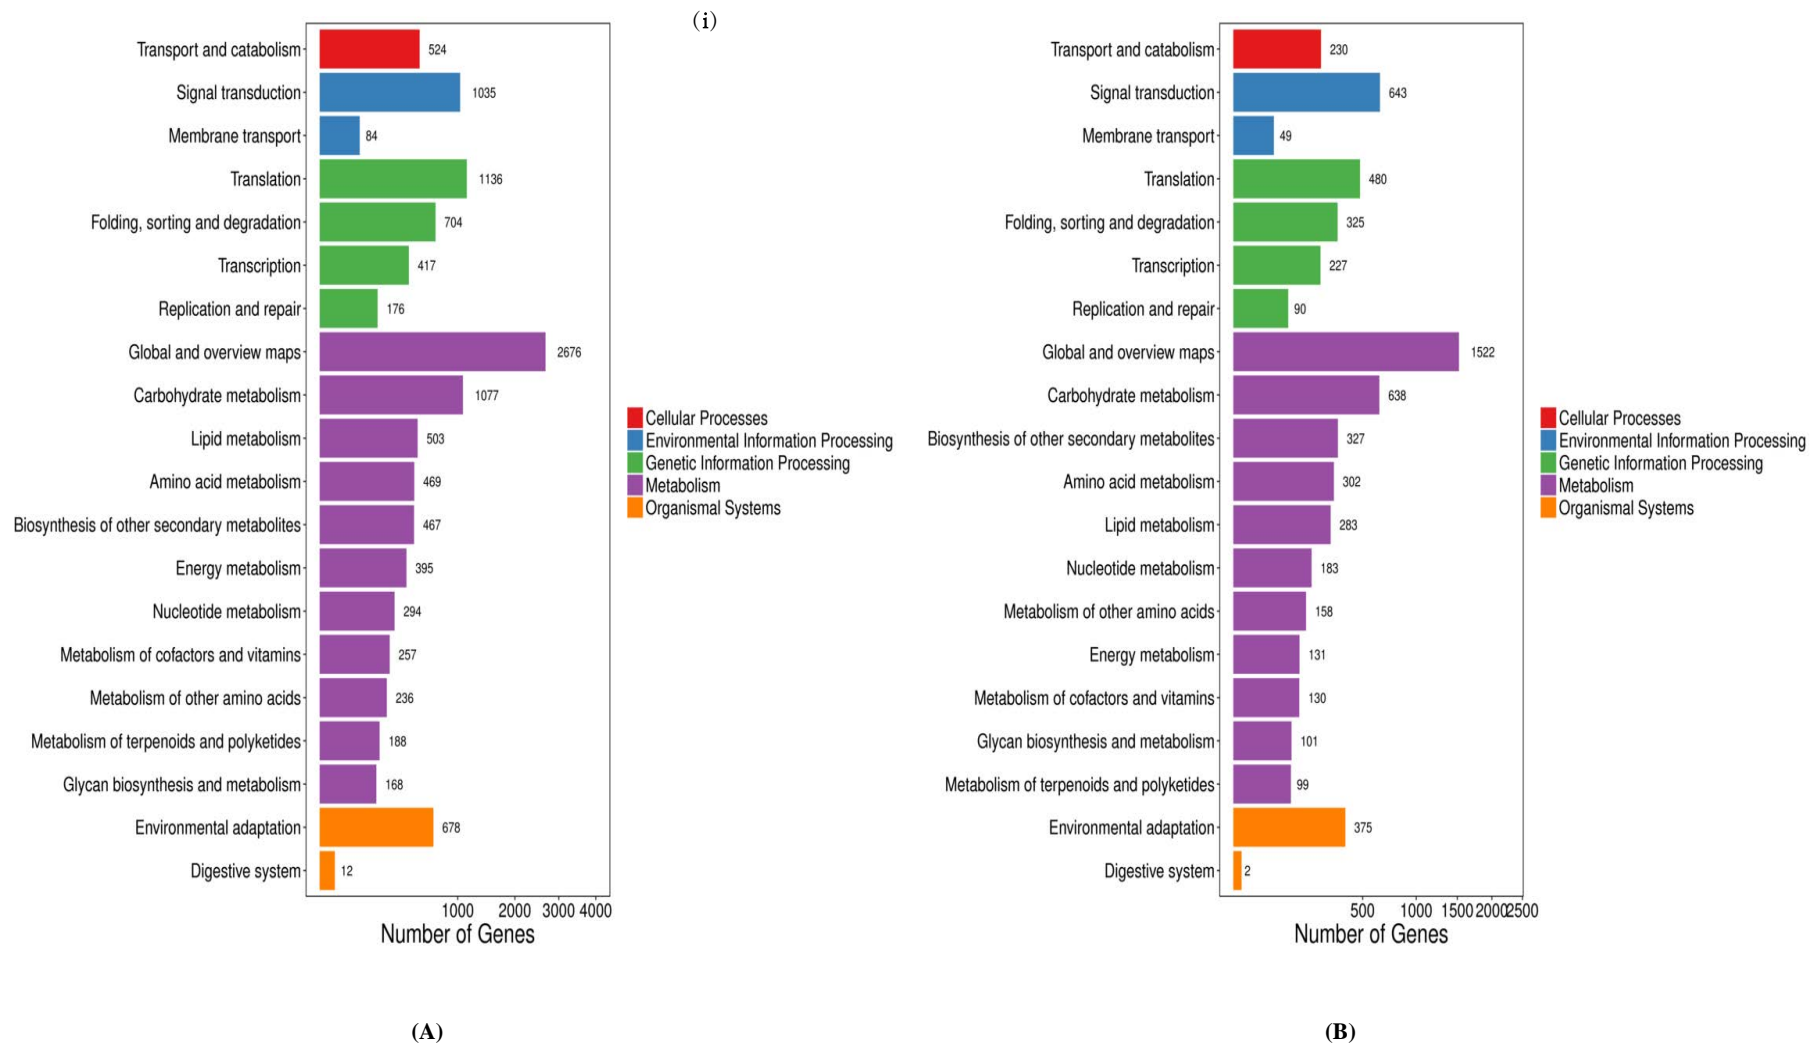 (i)
Transport and catabolism 524
Signal transduction 1035
Membrane transport 84
Translation 1136
Folding, sorting and degradation 704
Transcription 417
Replication and repair 176
Global and overview maps 2676
Carbohydrate metabolism 1077
Lipid metabolism 503
Amino acid metabolism 469
Biosynthesis of other secondary metabolites 467
Energy metabolism 395
Nucleotide metabolism 294
Metabolism of cofactors and vitamins 257
Metabolism of other amino acids 236
Metabolism of terpenoids and polyketides 188
Glycan biosynthesis and metabolism 168
Environmental adaptation 678
Digestive system 12
1000 2000 3000 4000
Number of Genes
Cellular Processes
Environmental Information Processing
Genetic Information Processing
Metabolism
Organismal Systems
(A)
Transport and catabolism 230
Signal transduction 643
Membrane transport 49
Translation 480
Folding, sorting and degradation 325
Transcription 227
Replication and repair 90
Global and overview maps 1522
Carbohydrate metabolism 638
Biosynthesis of other secondary metabolites 327
Amino acid metabolism 302
Lipid metabolism 283
Nucleotide metabolism 183
Metabolism of other amino acids 158
Energy metabolism 131
Metabolism of cofactors and vitamins 130
Glycan biosynthesis and metabolism 101
Metabolism of terpenoids and polyketides 99
Environmental adaptation 375
Digestive system 2
500 1000 1500 2000 2500
Number of Genes
Cellular Processes
Environmental Information Processing
Genetic Information Processing
Metabolism
Organismal Systems
(B)